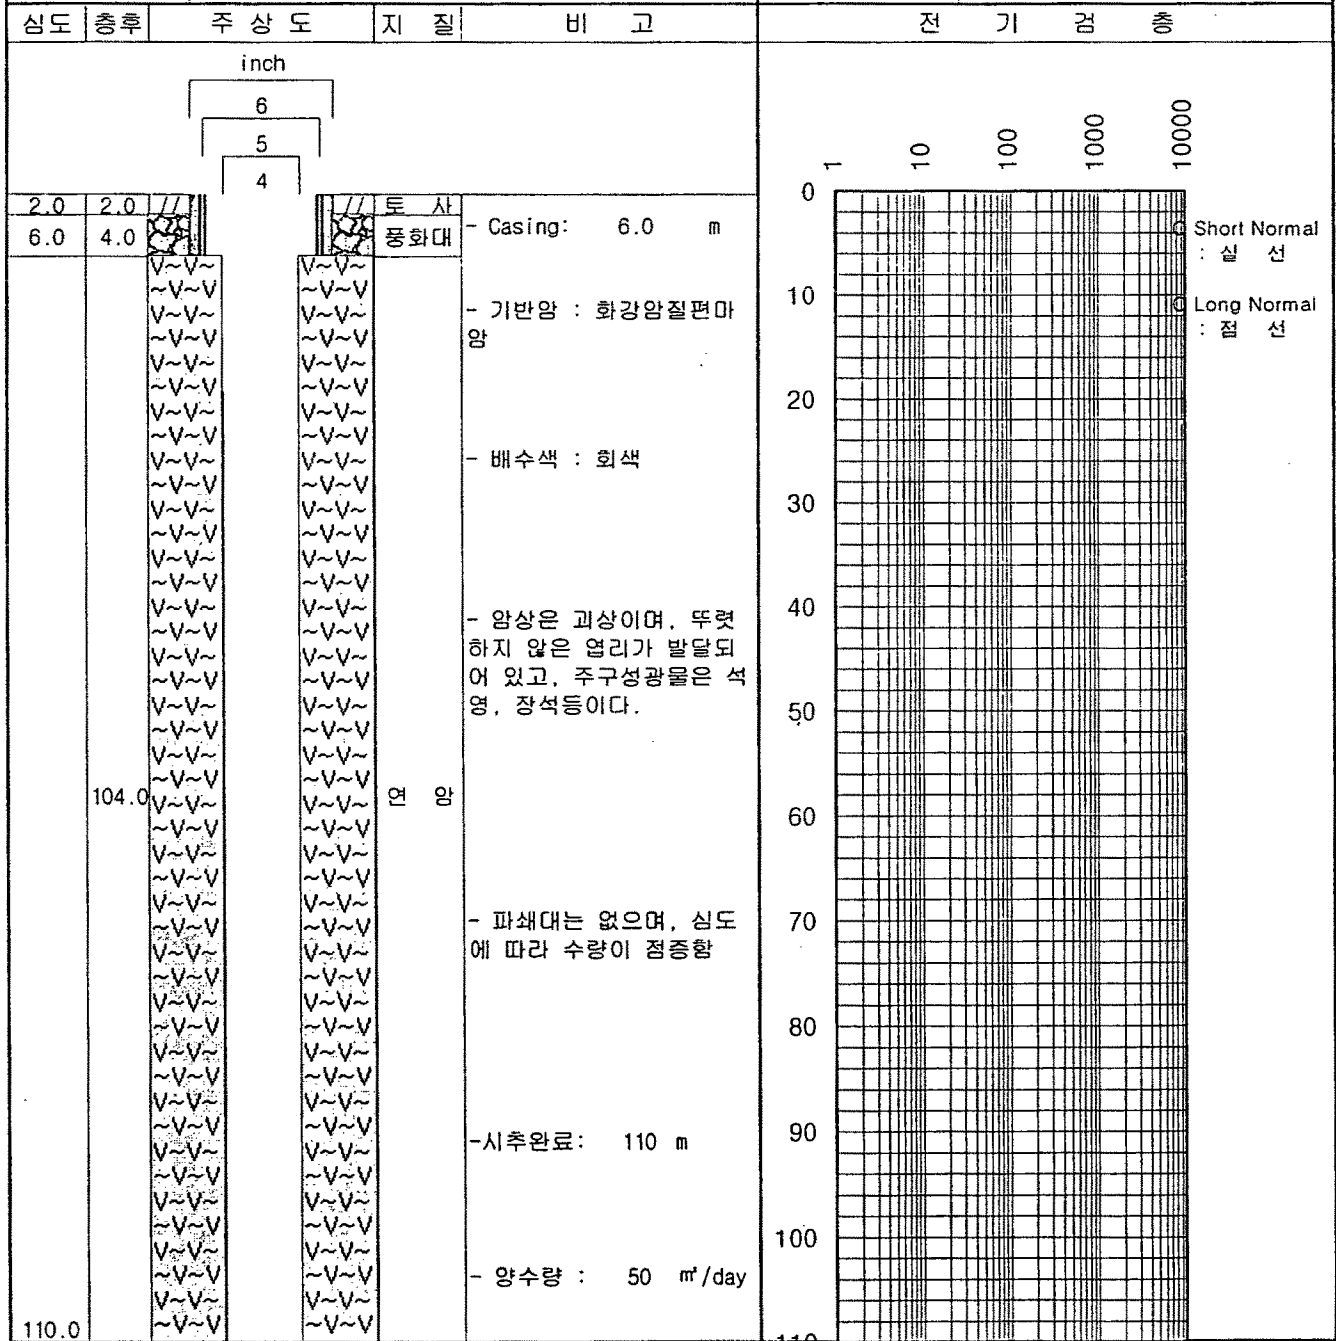 심도 층후 주 상 도 지 질 비 고 전 기 검 층
inch
6
5
4
2.0 2.0 토 사
6.0 4.0 풍화대
- Casing: 6.0 m
- 기반암 : 화강암질편마
암
- 배수색 : 회색
- 암상은 괴상이며, 뚜렷
하지 않은 엽리가 발달되
어 있고, 주구성광물은 석
영, 장석등이다.
104.0 연 암
- 파쇄대는 없으며, 심도
에 따라 수량이 점증함
-시추완료: 110 m
- 양수량 : 50 ㎥/day
110.0
1 10 100 1000 10000
0
10
20
30
40
50
60
70
80
90
100
110
Short Normal
: 실 선
Long Normal
: 점 선